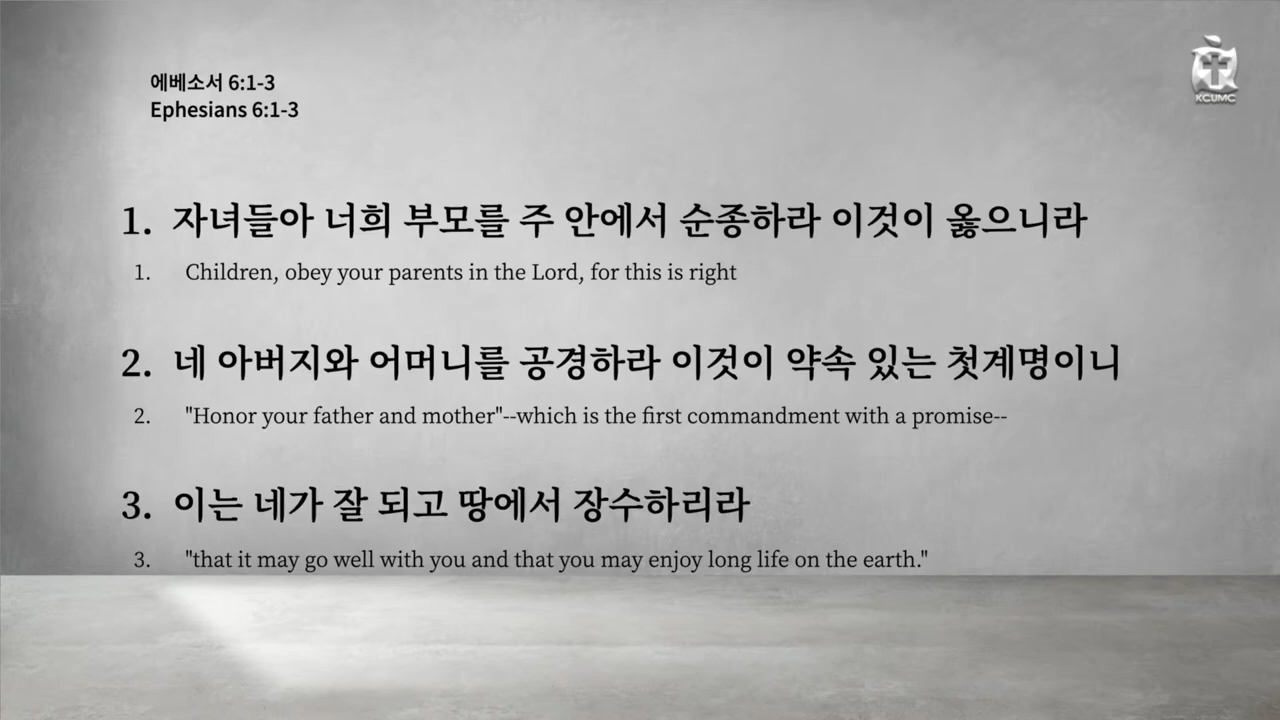 에베소서 6:1-3
Ephesians 6:1-3
KCUMC
1. 자녀들아 너희 부모를 주 안에서 순종하라 이것이 옳으니라
1. Children, obey your parents in the Lord, for this is right
2. 네 아버지와 어머니를 공경하라 이것이 약속 있는 첫계명이니
2. "Honor your father and mother"--which is the first commandment with a promise--
3. 이는 네가 잘 되고 땅에서 장수하리라
3. "that it may go well with you and that you may enjoy long life on the earth."